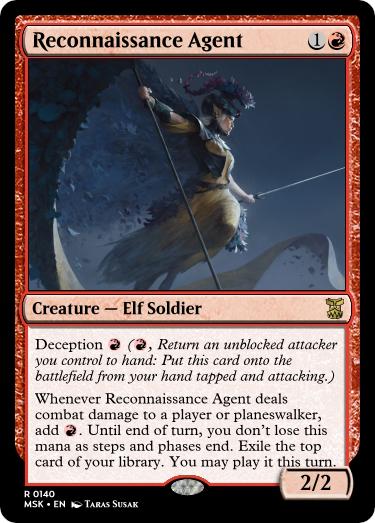 Reconnaissance Agent 1
Creature — Elf Soldier
Deception (, Return an unblocked attacker
you control to hand: Put this card onto the
battlefield from your hand tapped and attacking.)
Whenever Reconnaissance Agent deals
combat damage to a player or planeswalker,
add . Until end of turn, you don't lose this
mana as steps and phases end. Exile the top
card of your library. You may play it this turn.
2/2
R 0140
MSK • EN Taras Susak